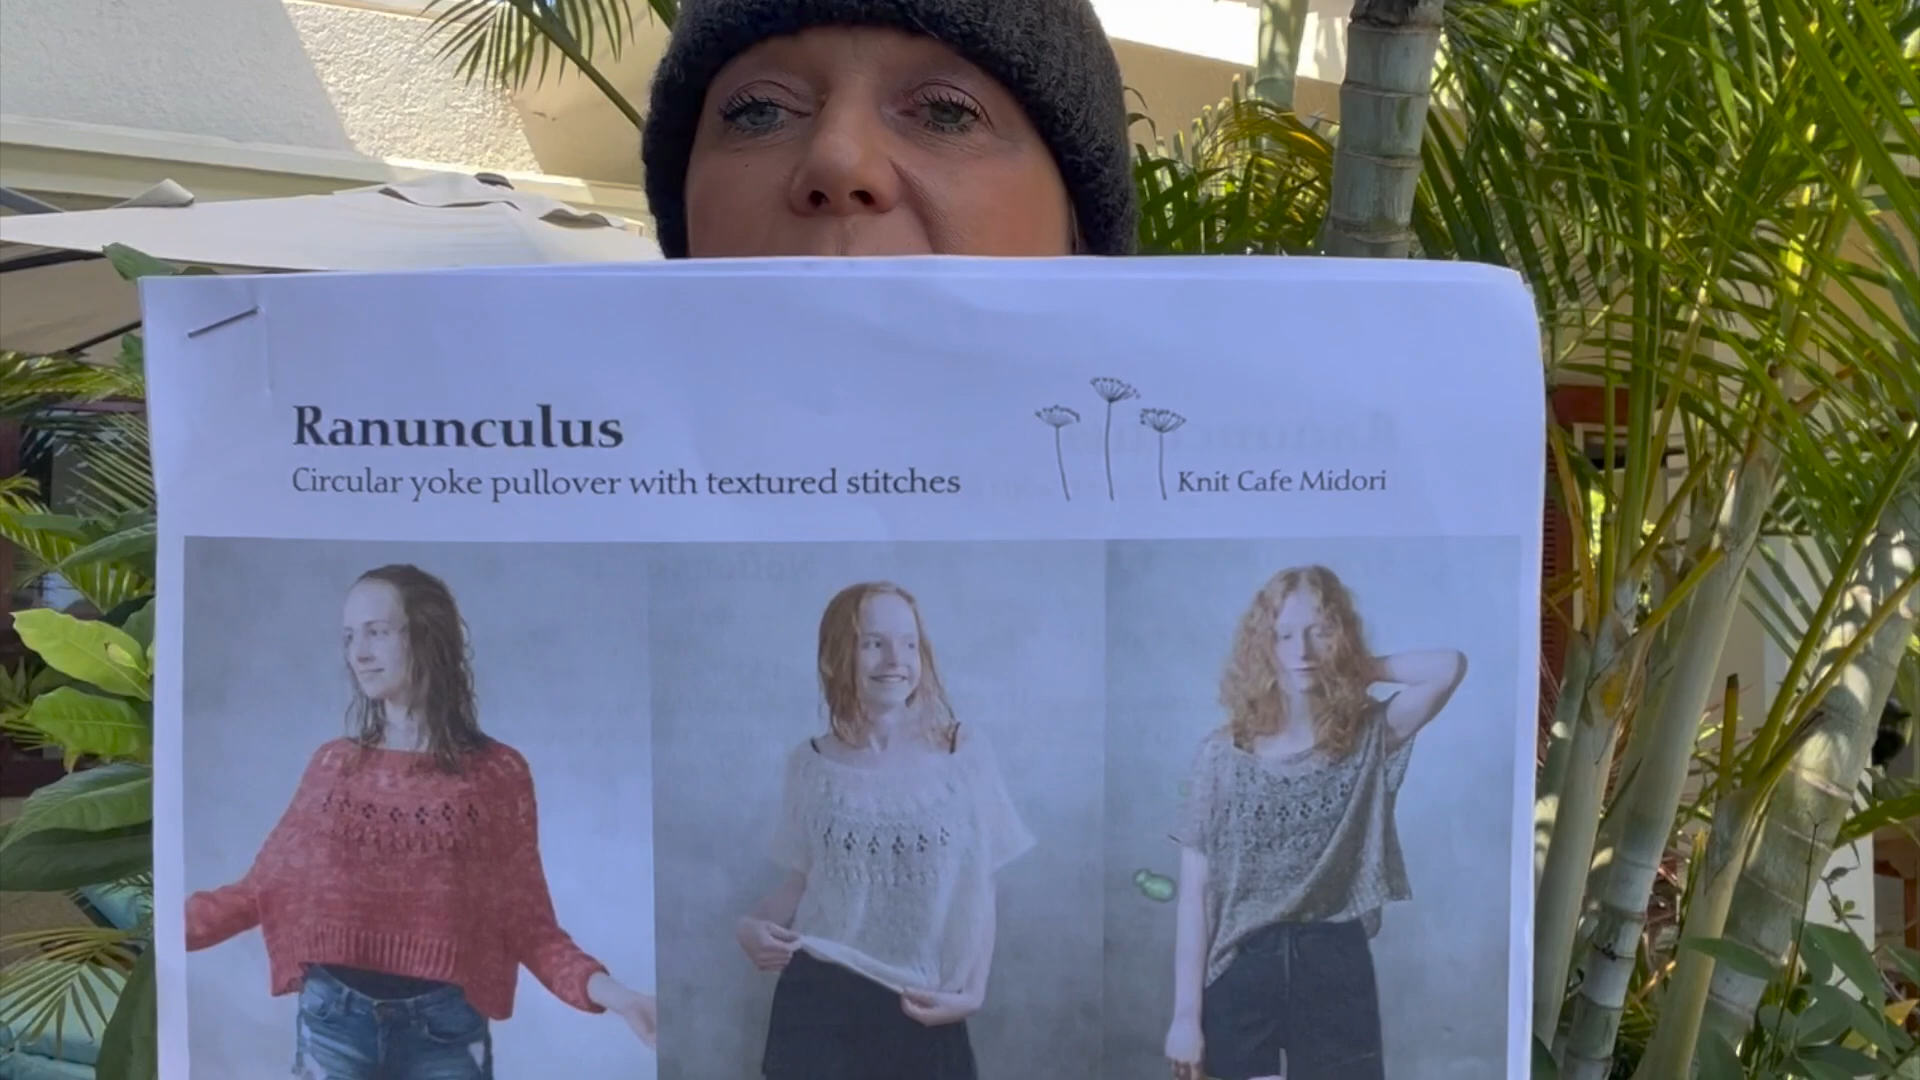 Ranunculus
Circular yoke pullover with textured stitches
Knit Cafe Midori